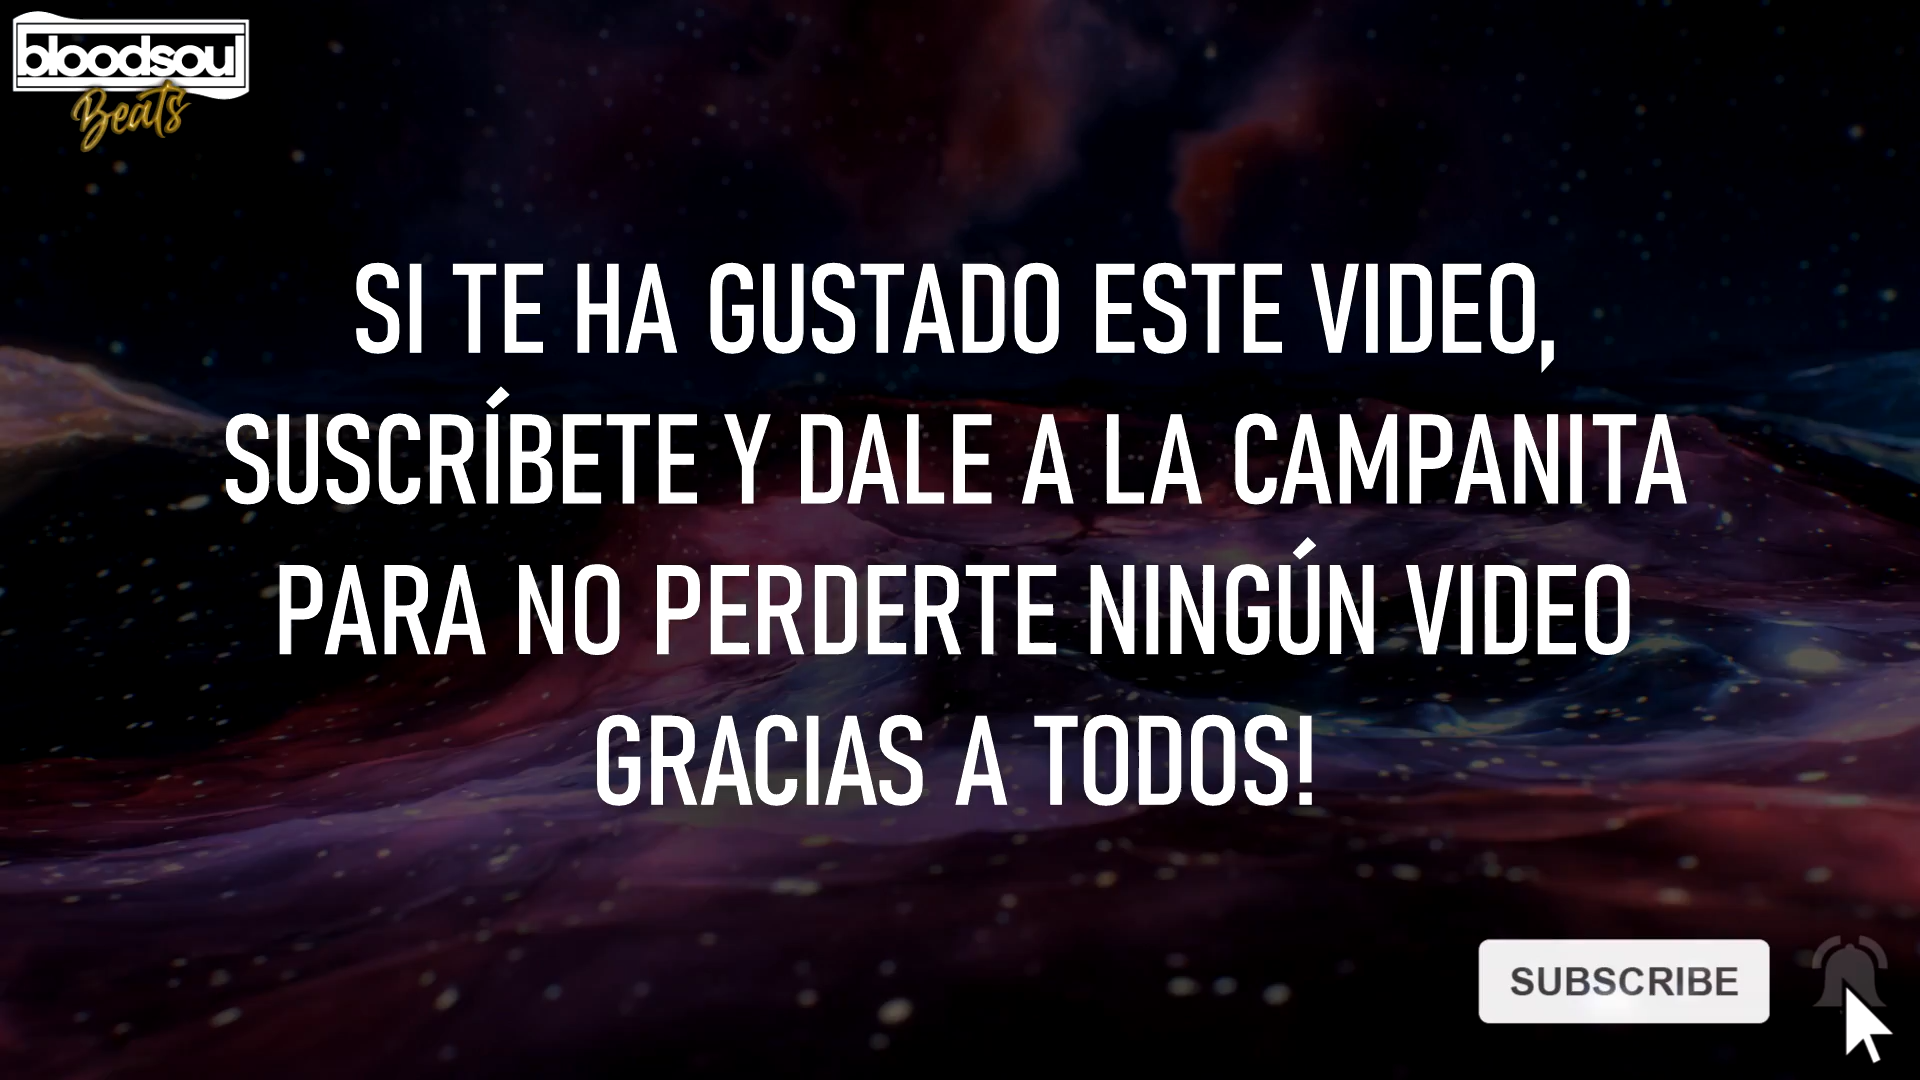 bloodsoul
Beats
SI TE HA GUSTADO ESTE VIDEO,
SUSCRÍBETE Y DALE A LA CAMPANITA
PARA NO PERDERTE NINGÚN VIDEO
GRACIAS A TODOS!
SUBSCRIBE